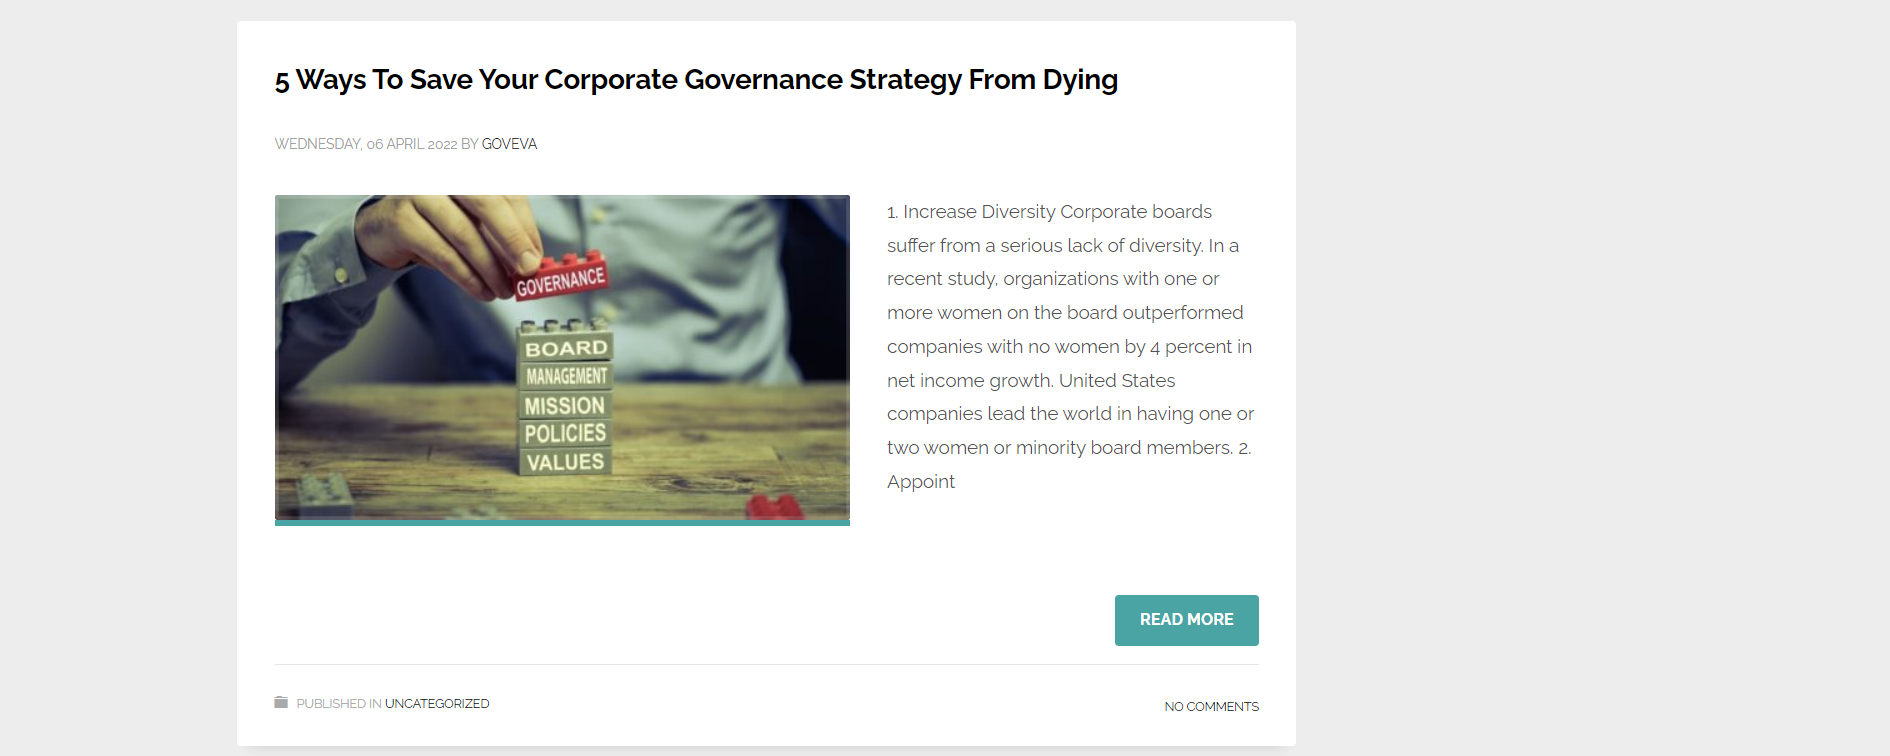 5 Ways To Save Your Corporate Governance Strategy From Dying
WEDNESDAY, 06 APRIL 2022 BY GOVEVA
GOVERNANCE
BOARD
MANAGEMENT
MISSION
POLICIES
VALUES
1. Increase Diversity Corporate boards
suffer from a serious lack of diversity. In a
recent study, organizations with one or
more women on the board outperformed
companies with no women by 4 percent in
net income growth. United States
companies lead the world in having one or
two women or minority board members. 2.
Appoint
READ MORE
PUBLISHED IN UNCATEGORIZED
NO COMMENTS